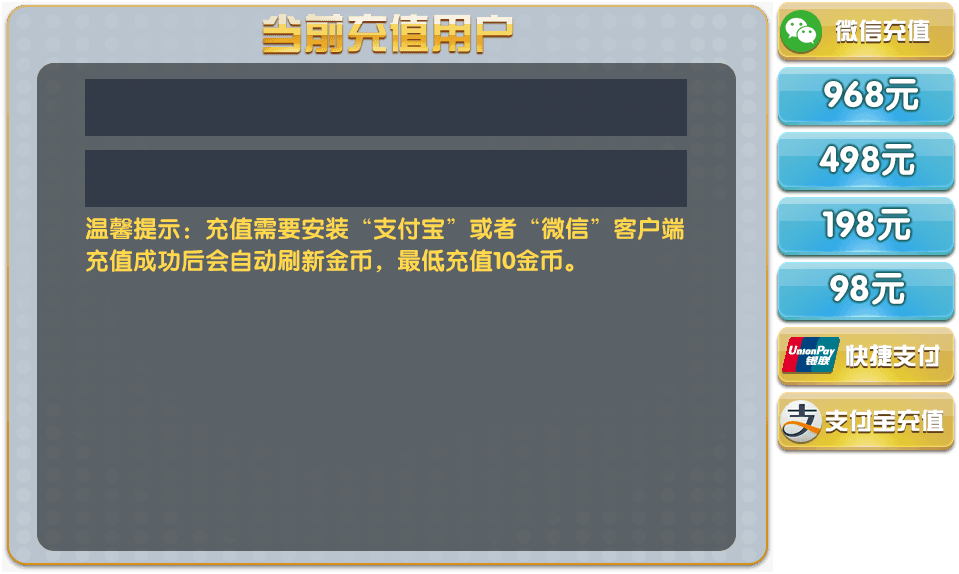 当前充值用户
温馨提示：充值需要安装“支付宝”或者“微信”客户端
充值成功后会自动刷新金币，最低充值10金币。
微信充值
968元
498元
198元
98元
UnionPay
银联
快捷支付
支
支付宝充值